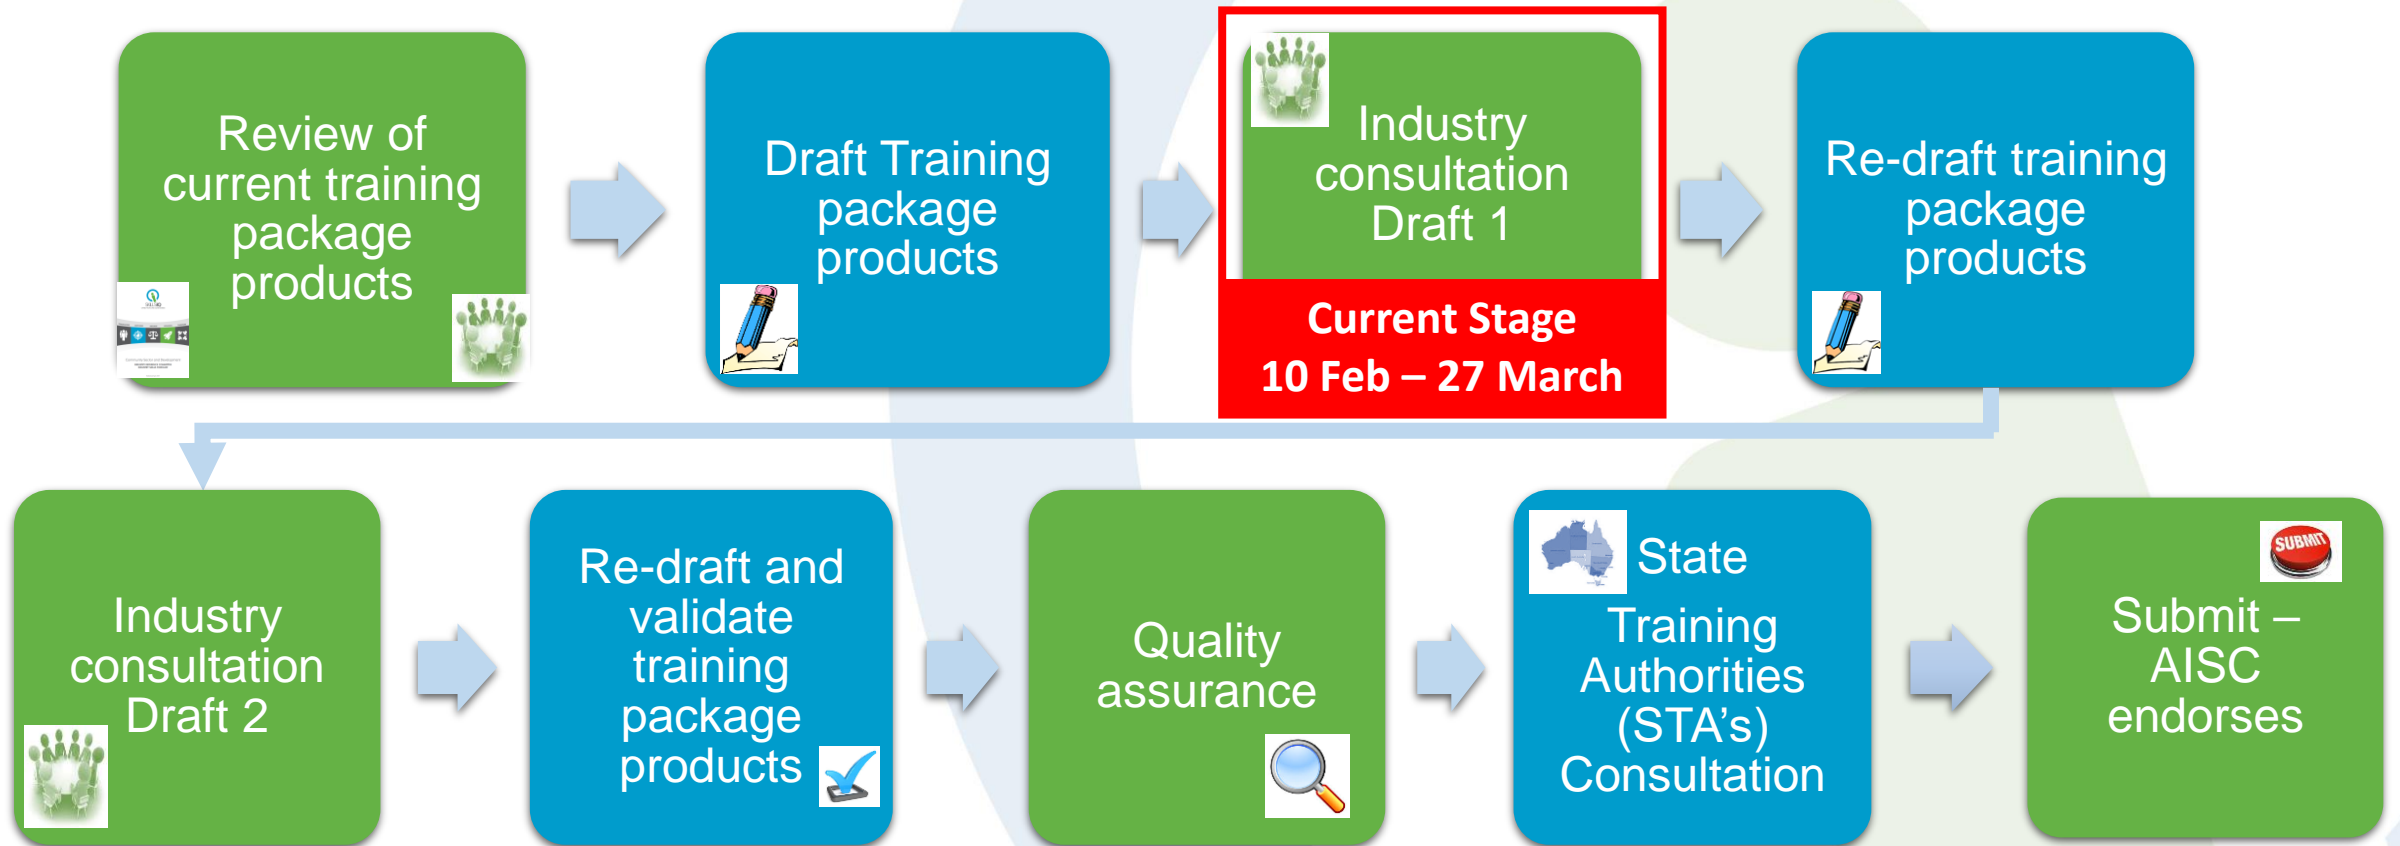 Review of
current training
package
products
Draft Training
package
products
Industry
consultation
Draft 1
Current Stage
10 Feb – 27 March
Re-draft training
package
products
Industry
consultation
Draft 2
Re-draft and
validate
training
package
products
Quality
assurance
State
Training
Authorities
(STA's)
Consultation
SUBMIT
Submit –
AISC
endorses